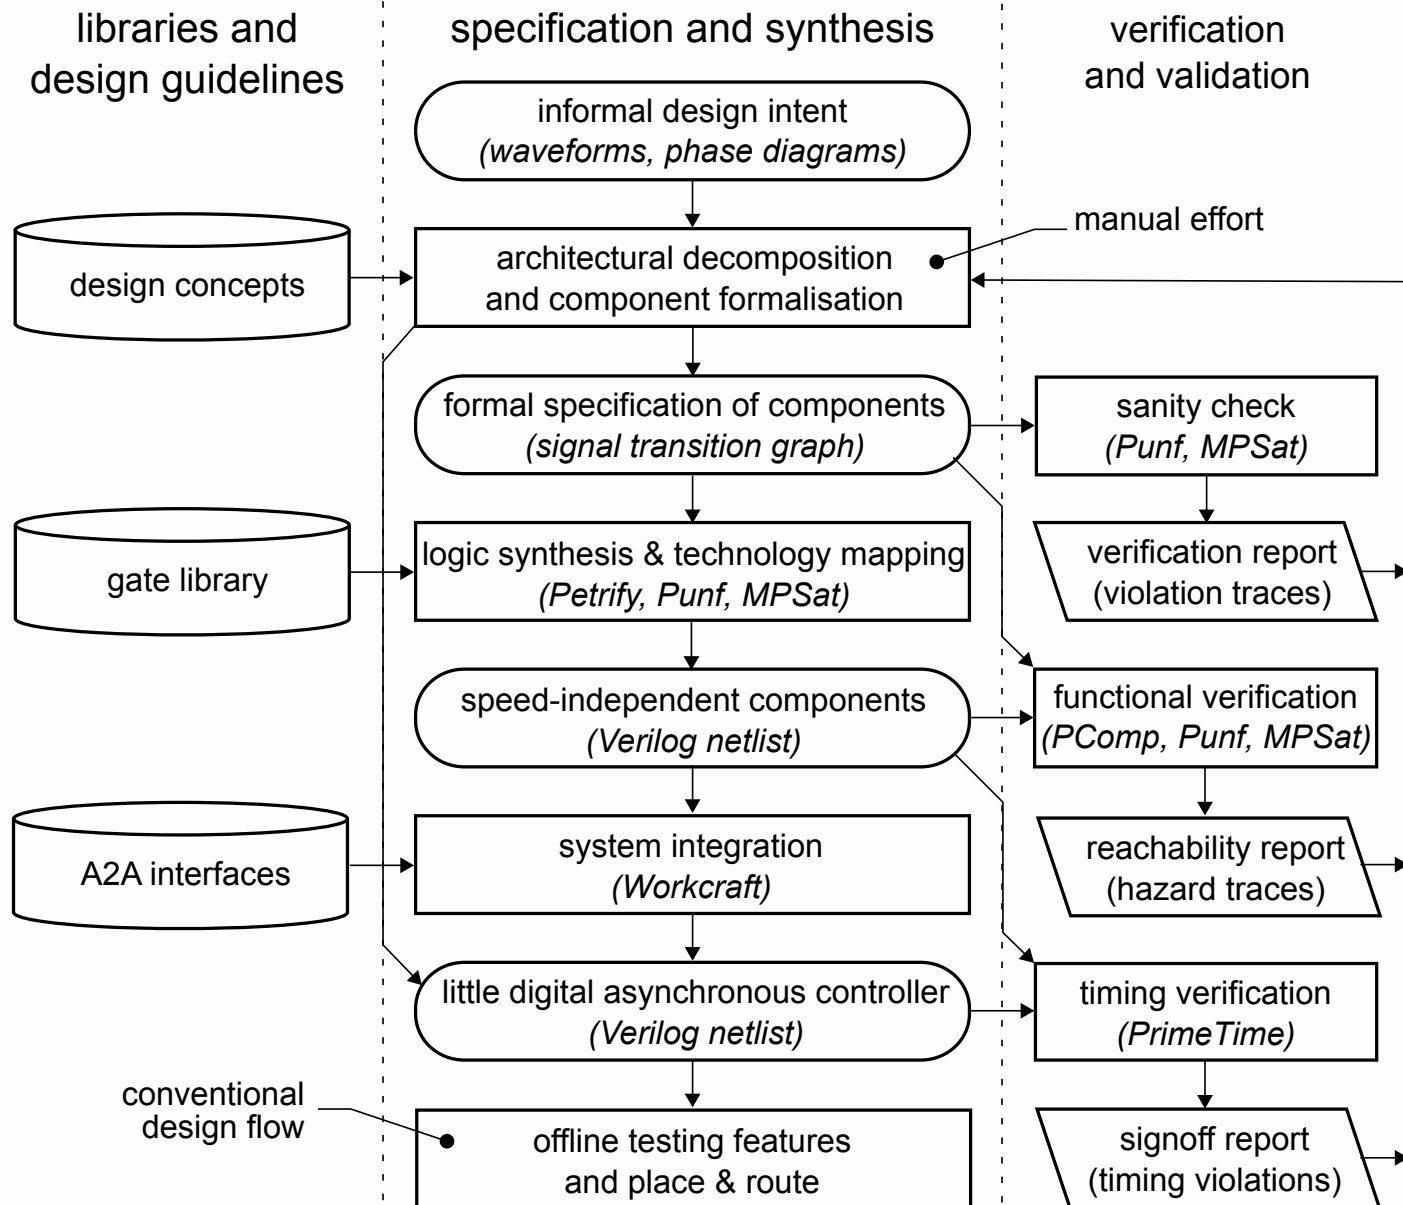 libraries and
design guidelines
specification and synthesis
verification
and validation
informal design intent
(waveforms, phase diagrams)
manual effort
design concepts
architectural decomposition
and component formalisation
formal specification of components
(signal transition graph)
sanity check
(Punf, MPSat)
gate library
logic synthesis & technology mapping
(Petrify, Punf, MPSat)
verification report
(violation traces)
speed-independent components
(Verilog netlist)
functional verification
(PComp, Punf, MPSat)
A2A interfaces
system integration
(Workcraft)
reachability report
(hazard traces)
little digital asynchronous controller
(Verilog netlist)
timing verification
(PrimeTime)
conventional
design flow
offline testing features
and place & route
signoff report
(timing violations)